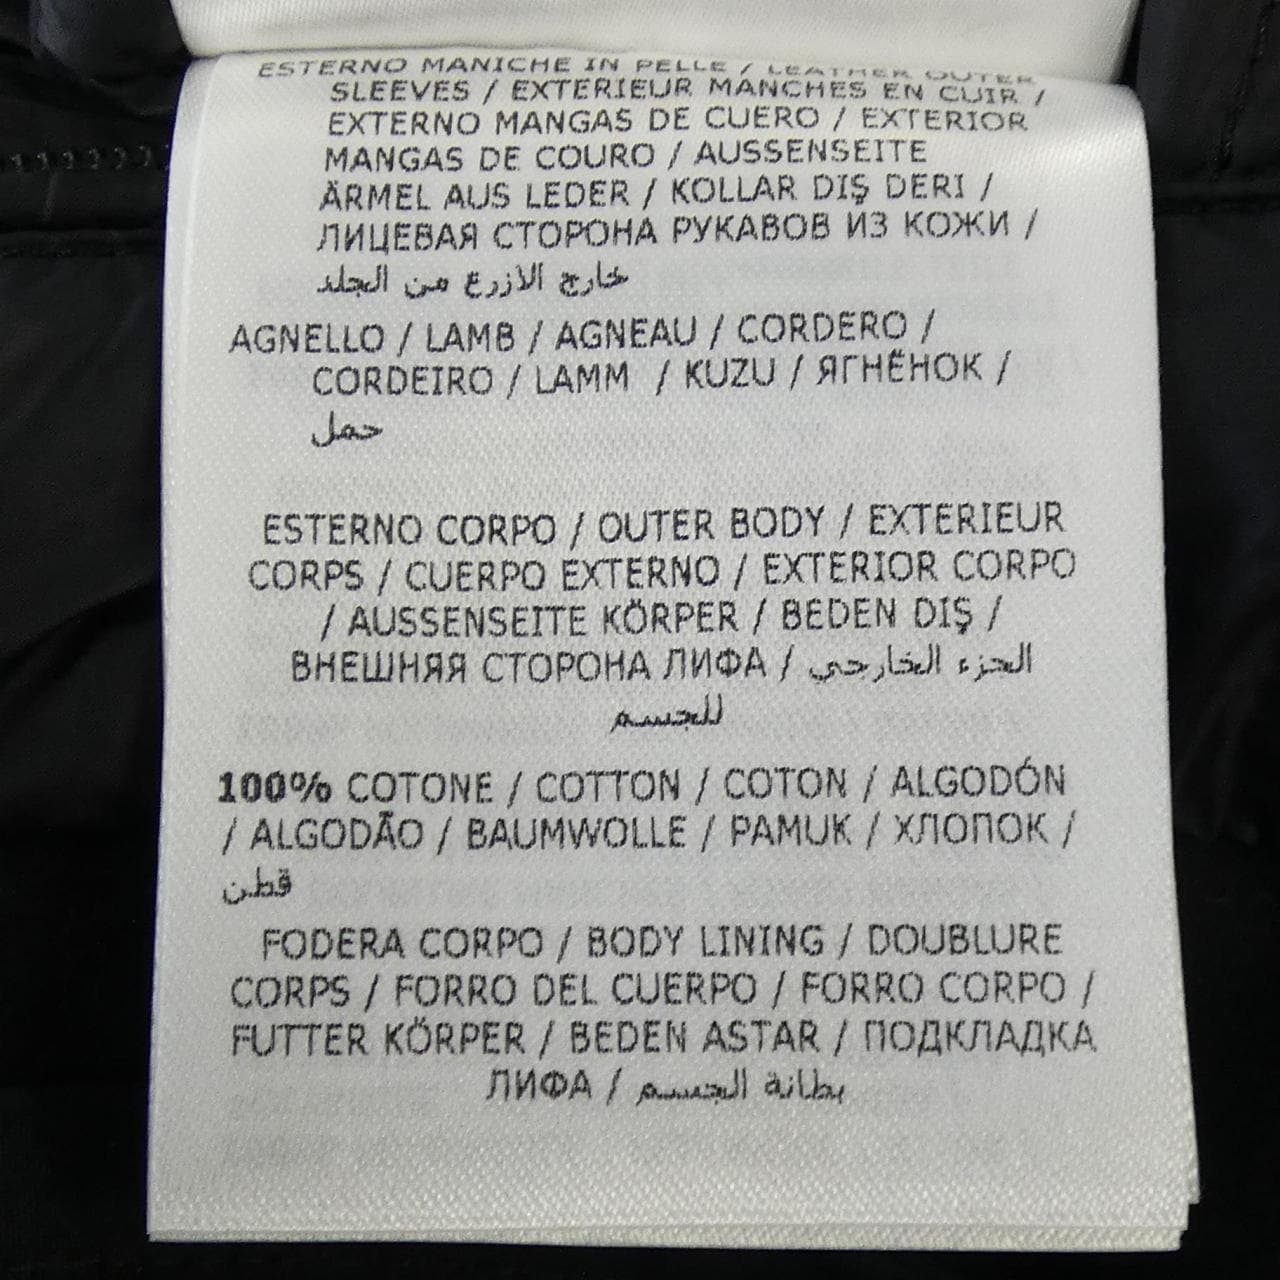 ESTERNO MANICHE IN PELLE / LEATHER OUTER
SLEEVES / EXTERIEUR MANCHES EN CUIR /
EXTERNO MANGAS DE CUERO / EXTERIOR
MANGAS DE COURO / AUSSENSEITE
ÄRMEL AUS LEDER / KOLLAR DIŞ DERI /
ЛИЦЕВАЯ СТОРОНА РУКАВОВ ИЗ КОЖИ /
خارج الأزرع من الجلد
AGNELLO / LAMB / AGNEAU / CORDERO /
CORDEIRO / LAMM / KUZU / ЯГНЁНОК /
حمل
ESTERNO CORPO / OUTER BODY / EXTERIEUR
CORPS / CUERPO EXTERNO / EXTERIOR CORPO
/ AUSSENSEITE KÖRPER / BEDEN DIŞ /
ВНЕШНЯЯ СТОРОНА ЛИФА / الجزء الخارجي
للجسم
100% COTONE / COTTON / COTON / ALGODÓN
/ ALGODÃO / BAUMWOLLE / PAMUK / ХЛОПОК /
قطن
FODERA CORPO / BODY LINING / DOUBLURE
CORPS / FORRO DEL CUERPO / FORRO CORPO /
FUTTER KÖRPER / BEDEN ASTAR / ПОДКЛАДКА
ЛИФА / بطانة الجسم